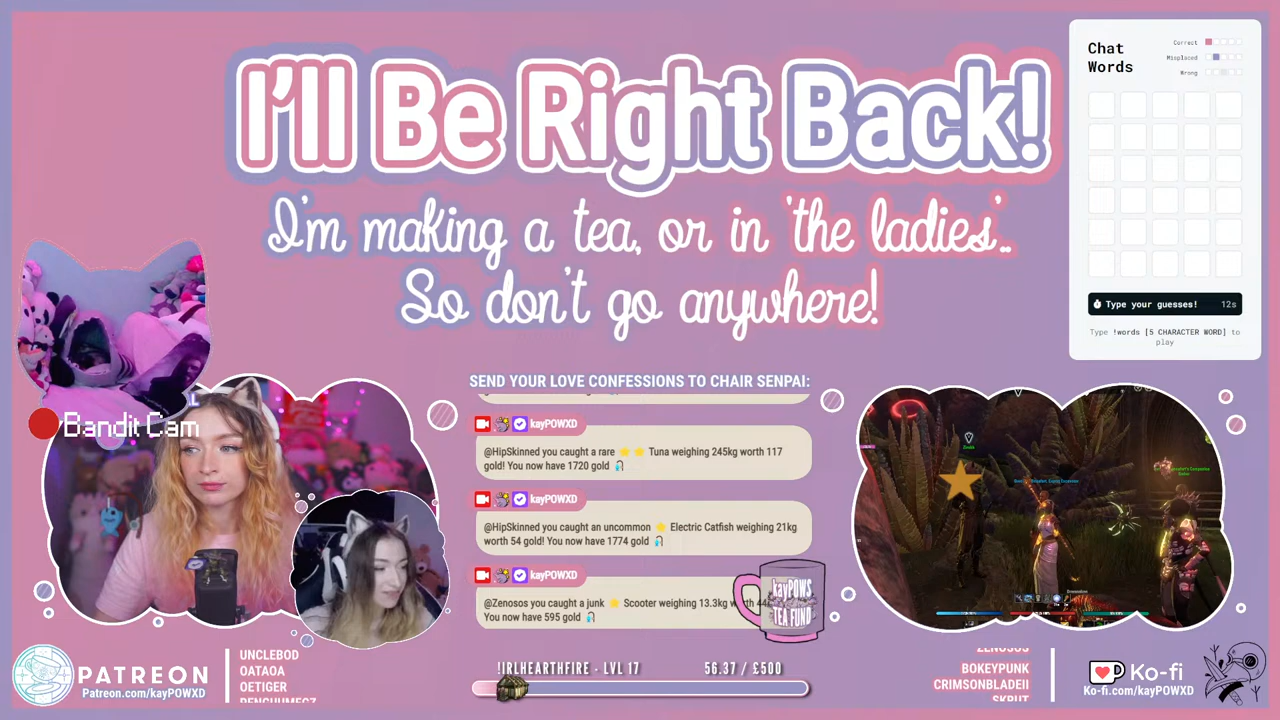 I'll Be Right Back!
I'm making a tea, or in 'the ladies'..
So don't go anywhere!
Chat
Words
Correct
Misplaced
Wrong
Type your guesses! 12s
Type !words [5 CHARACTER WORD] to
play
Bandit Cam
SEND YOUR LOVE CONFESSIONS TO CHAIR SENPAI:
kayPOWXD
@HipSkinned you caught a rare ⭐ ⭐ Tuna weighing 245kg worth 117
gold! You now have 1720 gold
kayPOWXD
@HipSkinned you caught an uncommon ⭐ Electric Catfish weighing 21kg
worth 54 gold! You now have 1774 gold
kayPOWXD
@Zenosos you caught a junk ⭐ Scooter weighing 13.3kg
You now have 595 gold
kayPOWS
TEA FUND
PATREON
Patreon.com/kayPOWXD
UNCLEBOD
OATAOA
OETIGER
!IRLHEARTHFIRE - LVL 17 56.37 / £500
ZENOSOS
BOKEYPUNK
CRIMSONBLADEII
SKRUT
Ko-fi
Ko-fi.com/kayPOWXD